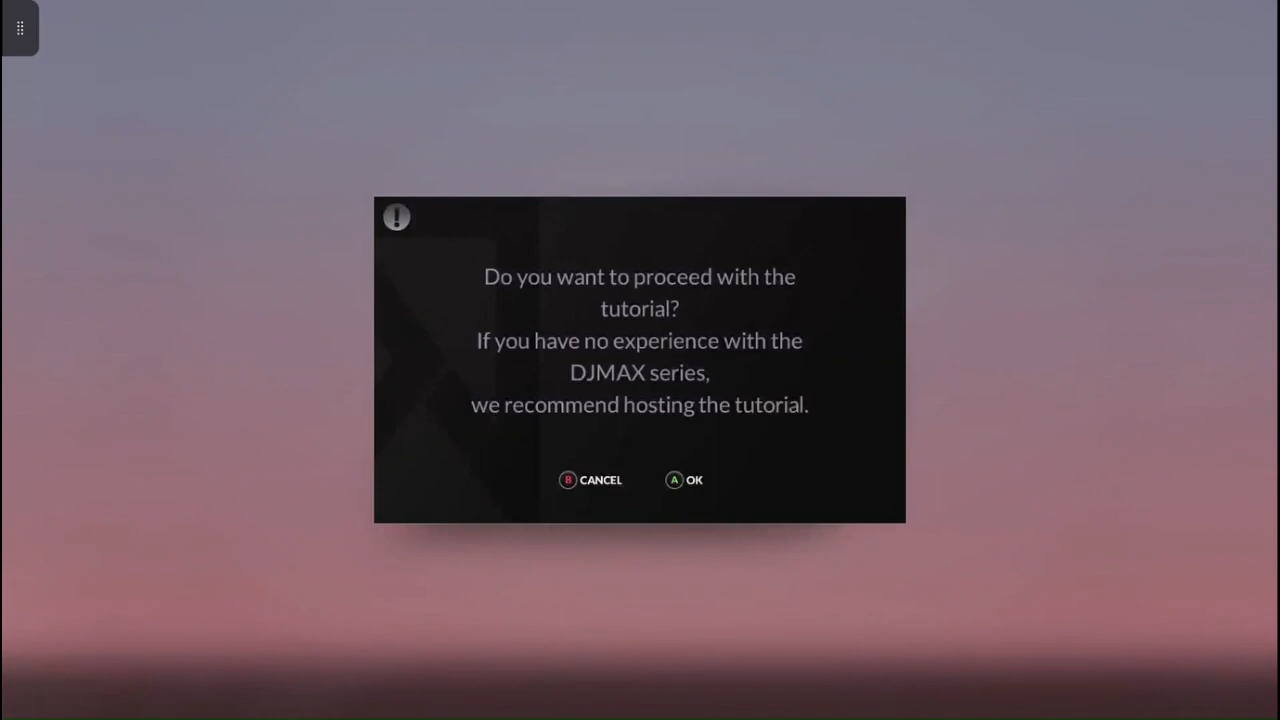 Do you want to proceed with the
tutorial?
If you have no experience with the
DJMAX series,
we recommend hosting the tutorial.
B CANCEL A OK